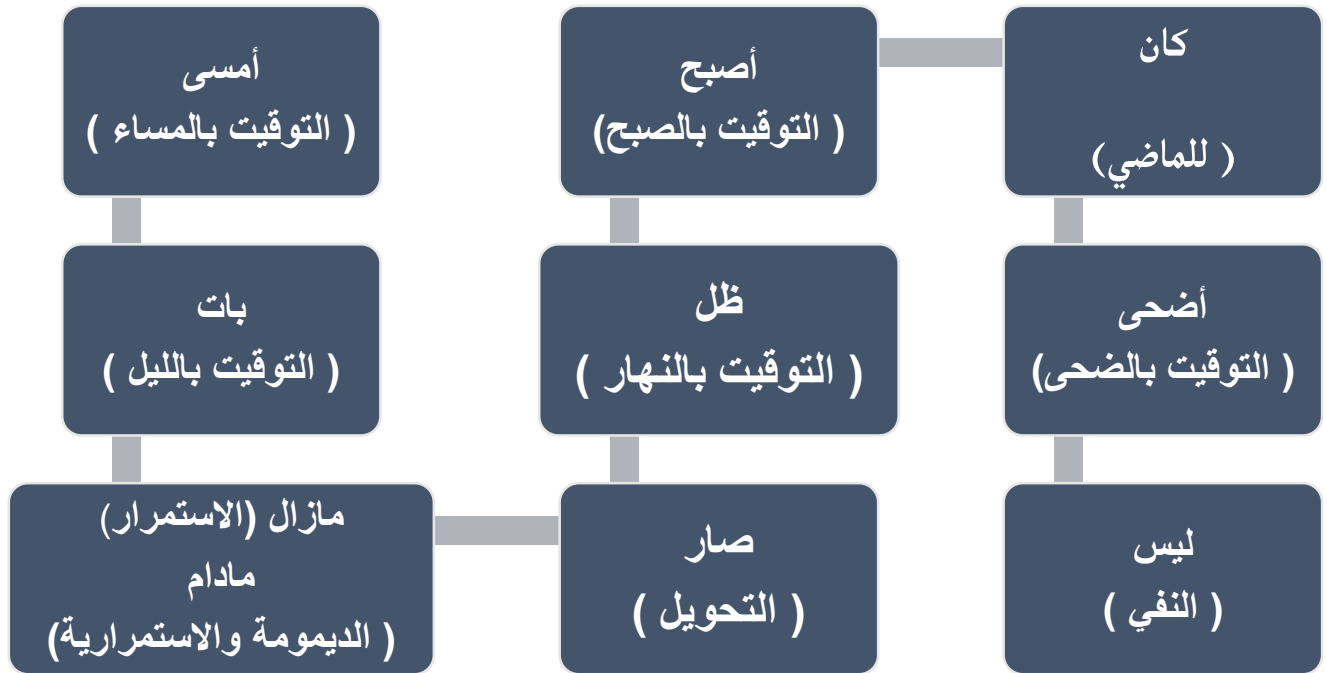 كان
( للماضي)
أصبح
( التوقيت بالصبح)
أمسى
( التوقيت بالمساء )
أضحى
( التوقيت بالضحى)
ظل
( التوقيت بالنهار )
بات
( التوقيت بالليل )
ليس
( النفي )
صار
( التحويل )
مازال (الاستمرار)
مادام
( الديمومة والاستمرارية)